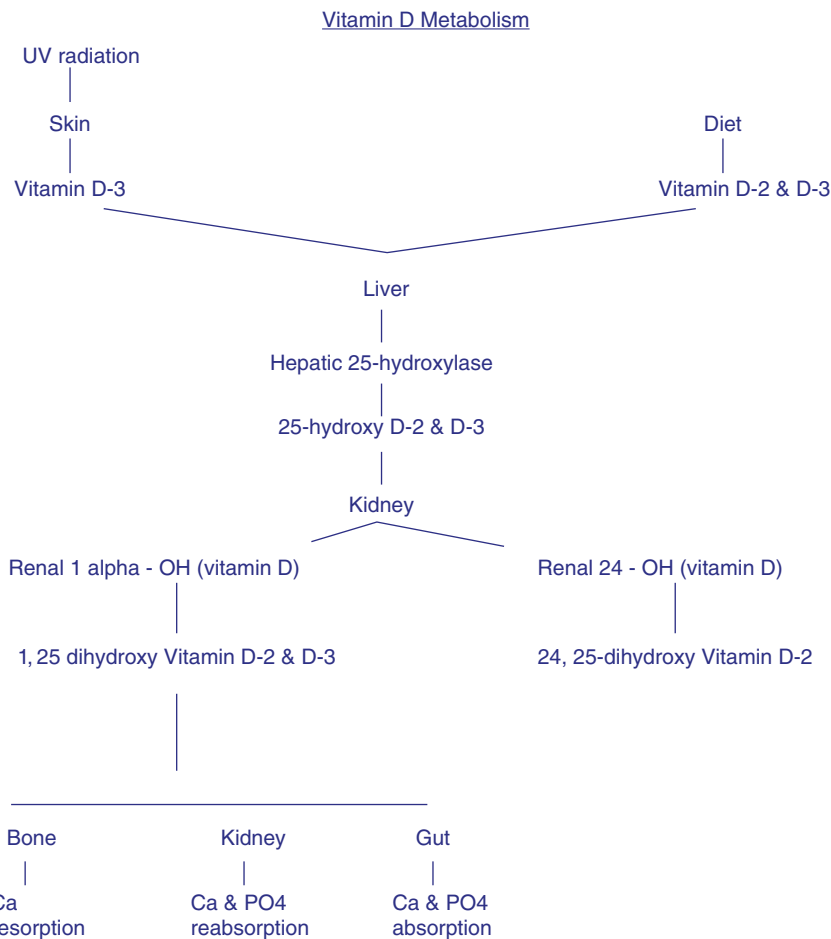 Vitamin D Metabolism
UV radiation
Skin
Diet
Vitamin D-3
Vitamin D-2 & D-3
Liver
Hepatic 25-hydroxylase
25-hydroxy D-2 & D-3
Kidney
Renal 1 alpha - OH (vitamin D)
Renal 24 - OH (vitamin D)
1, 25 dihydroxy Vitamin D-2 & D-3
24, 25-dihydroxy Vitamin D-2
Bone
Kidney
Gut
Ca
esorption
Ca & PO4
reabsorption
Ca & PO4
absorption